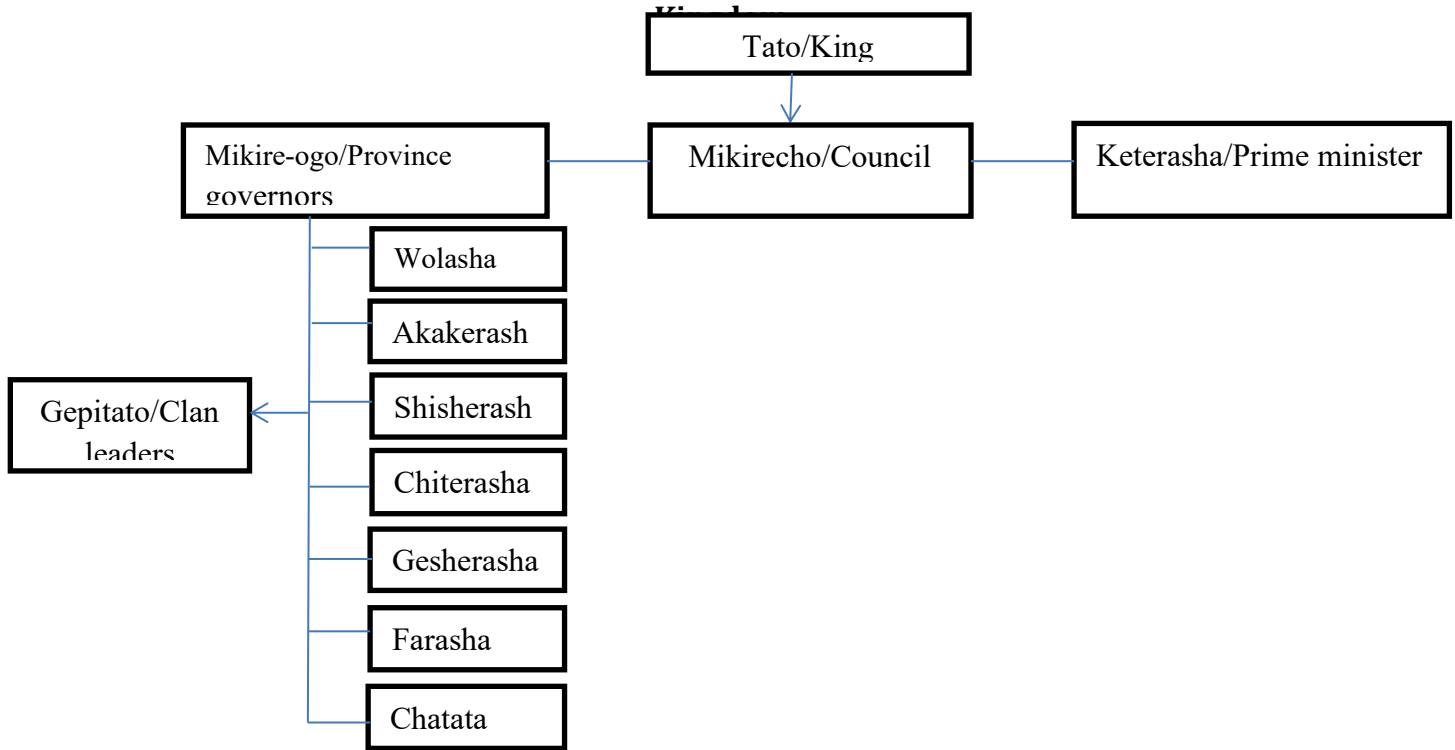 Kingdom
Tato/King
Mikire-ogo/Province
governors
Mikirecho/Council
Keterasha/Prime minister
Wolasha
Akakerash
Shisherash
Gepitato/Clan
leaders
Chiterasha
Gesherasha
Farasha
Chatata